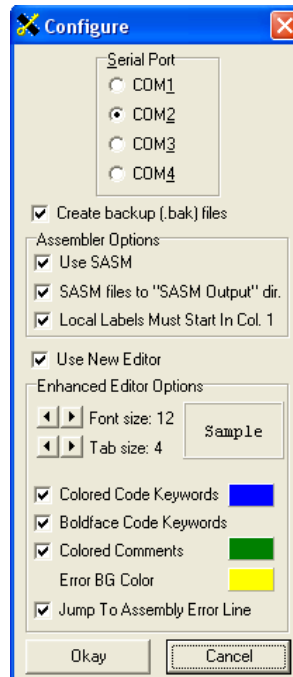 Configure
Serial Port
COM1
COM2
COM3
COM4
Create backup (.bak) files
Assembler Options
Use SASM
SASM files to "SASM Output" dir.
Local Labels Must Start In Col. 1
Use New Editor
Enhanced Editor Options
Font size: 12
Sample
Tab size: 4
Colored Code Keywords
Boldface Code Keywords
Colored Comments
Error BG Color
Jump To Assembly Error Line
Okay Cancel